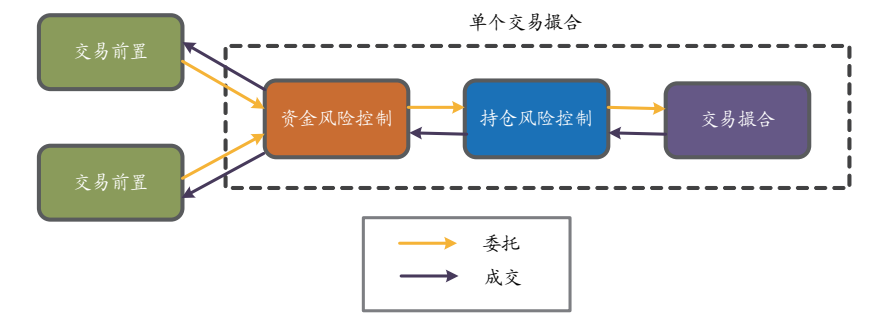 单个交易撮合
交易前置
资金风险控制
持仓风险控制
交易撮合
交易前置
委托
成交